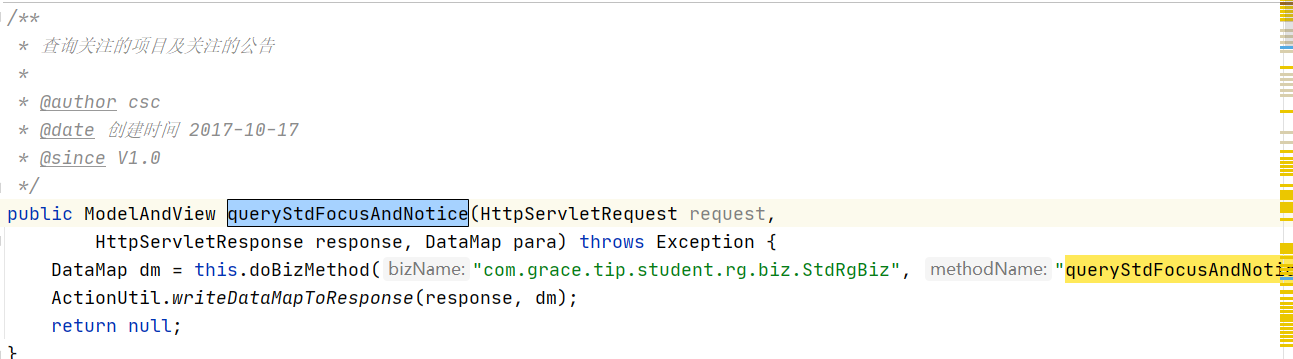 /**
 * 查询关注的项目及关注的公告
 *
 * @author csc
 * @date 创建时间 2017-10-17
 * @since V1.0
 */
public ModelAndView queryStdFocusAndNotice(HttpServletRequest request,
        HttpServletResponse response, DataMap para) throws Exception {
    DataMap dm = this.doBizMethod( bizName: "com.grace.tip.student.rg.biz.StdRgBiz", methodName: "queryStdFocusAndNotic
    ActionUtil.writeDataMapToResponse(response, dm);
    return null;
}